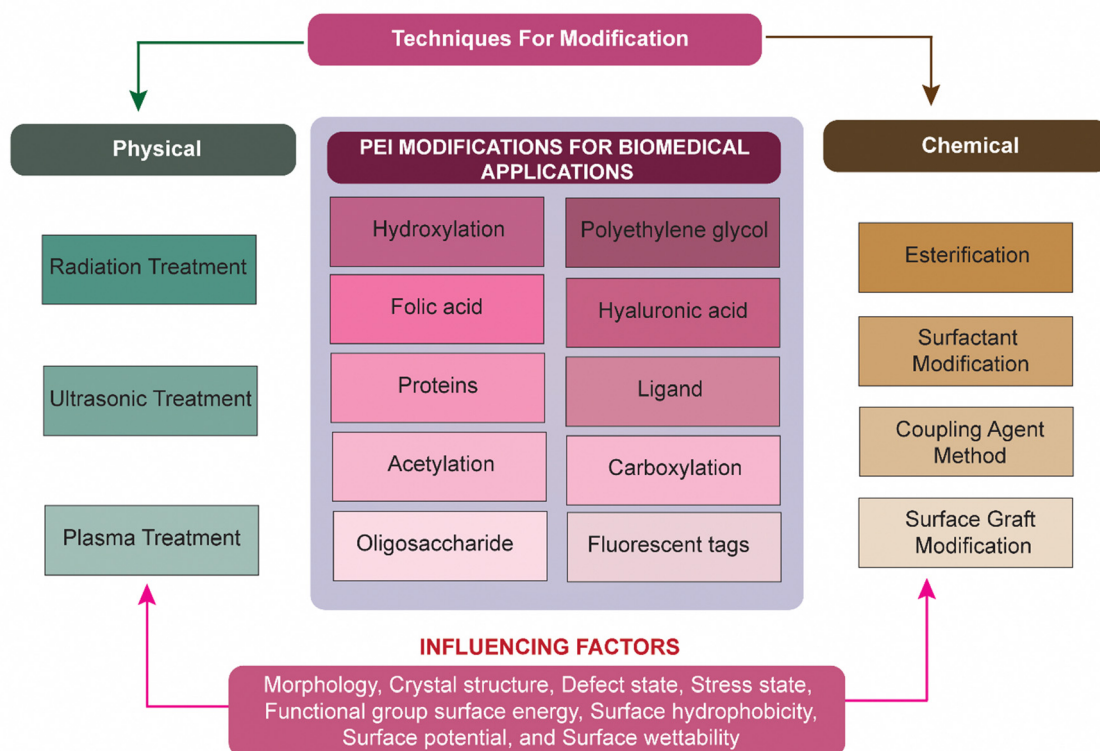 Techniques For Modification
Physical
Radiation Treatment
Ultrasonic Treatment
Plasma Treatment
PEI MODIFICATIONS FOR BIOMEDICAL
APPLICATIONS
Hydroxylation
Polyethylene glycol
Folic acid
Hyaluronic acid
Proteins
Ligand
Acetylation
Carboxylation
Oligosaccharide
Fluorescent tags
Chemical
Esterification
Surfactant
Modification
Coupling Agent
Method
Surface Graft
Modification
INFLUENCING FACTORS
Morphology, Crystal structure, Defect state, Stress state,
Functional group surface energy, Surface hydrophobicity,
Surface potential, and Surface wettability